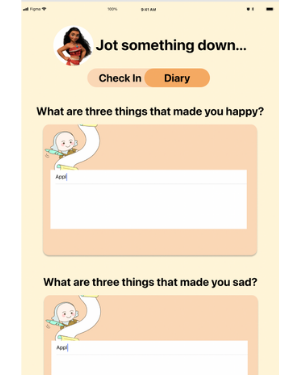 Figma
100%
9:41 AM
Jot something down...
Check In
Diary
What are three things that made you happy?
Appl
What are three things that made you sad?
Appl